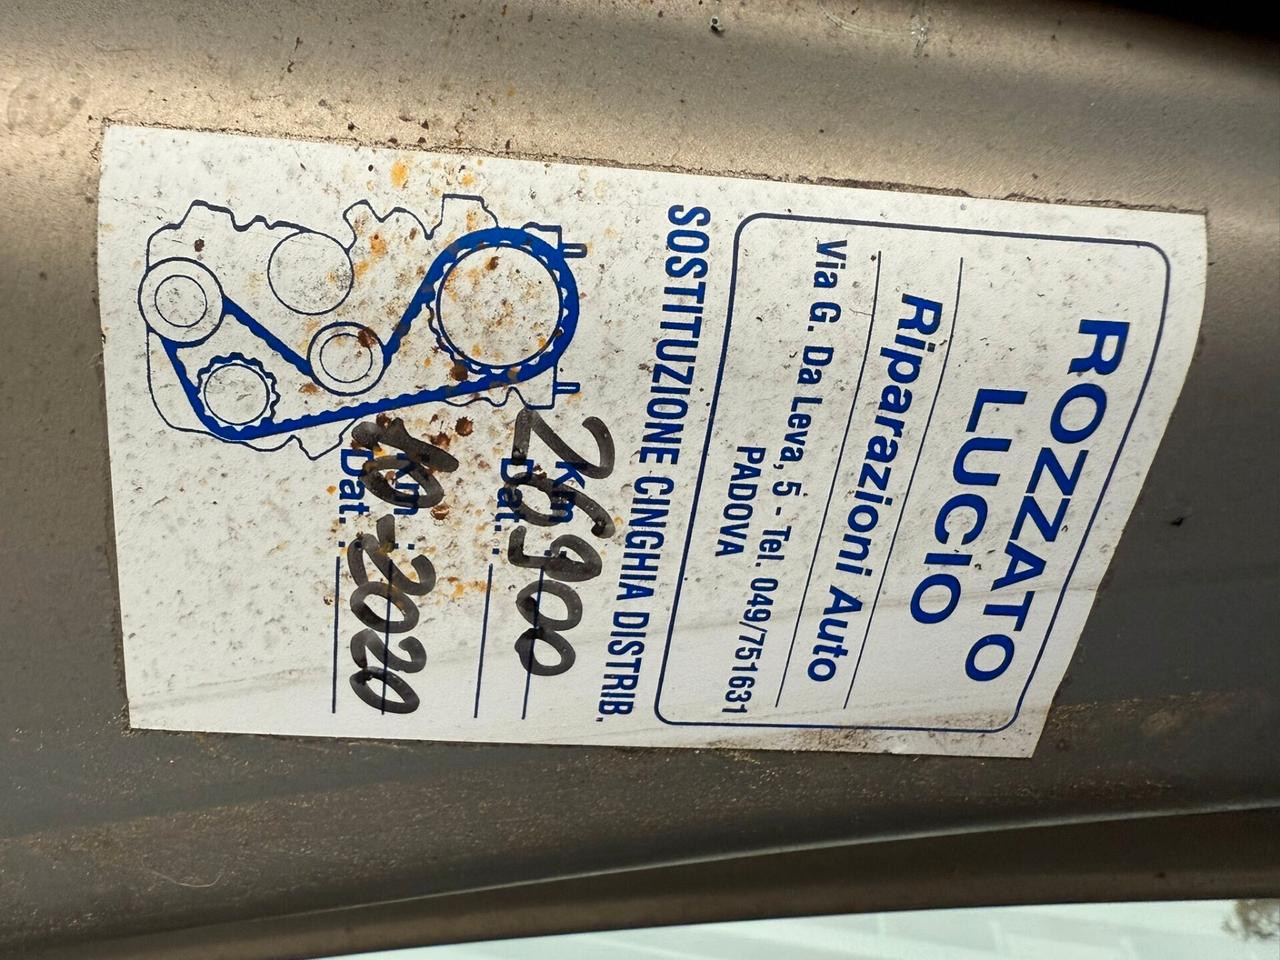 ROZZATO
LUCIO
Riparazioni Auto
Via G. Da Leva, 5 - Tel. 049/751631
PADOVA
SOSTITUZIONE CINGHIA DISTRIB.
Km.: 26900
Dat.:
Km.: 10-2020
Dat.: